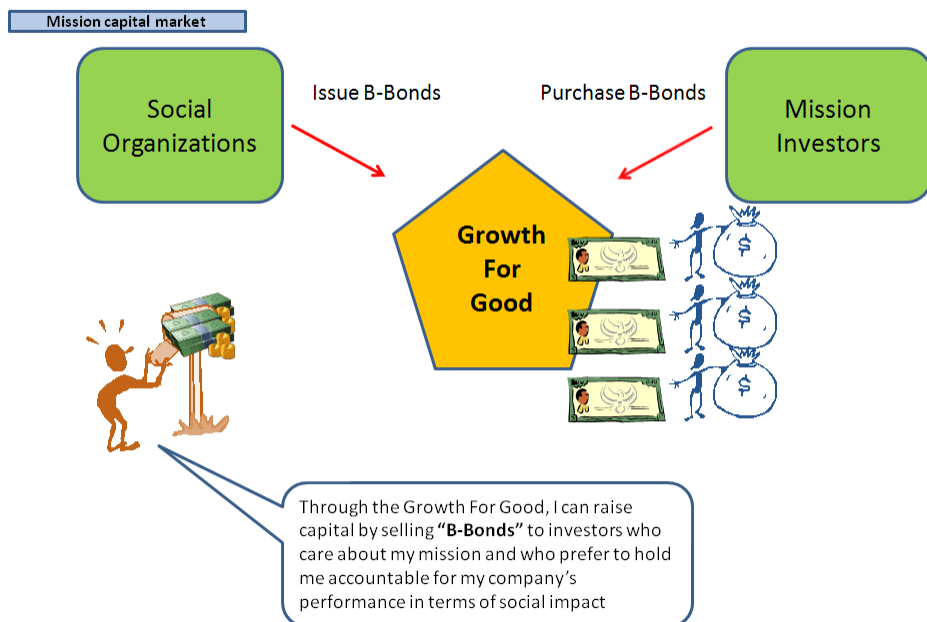 Mission capital market
Social
Organizations
Issue B-Bonds
Purchase B-Bonds
Mission
Investors
Growth
For
Good
$
$
$
Through the Growth For Good, I can raise
capital by selling “B-Bonds” to investors who
care about my mission and who prefer to hold
me accountable for my company’s
performance in terms of social impact